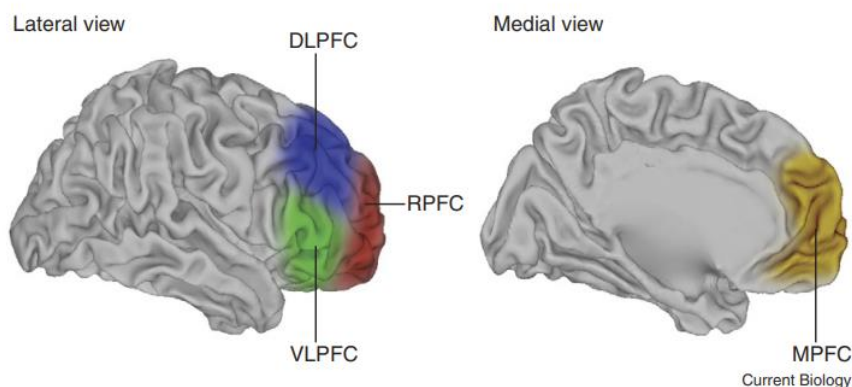 Lateral view
Medial view
DLPFC
RPFC
VLPFC
MPFC
Current Biology